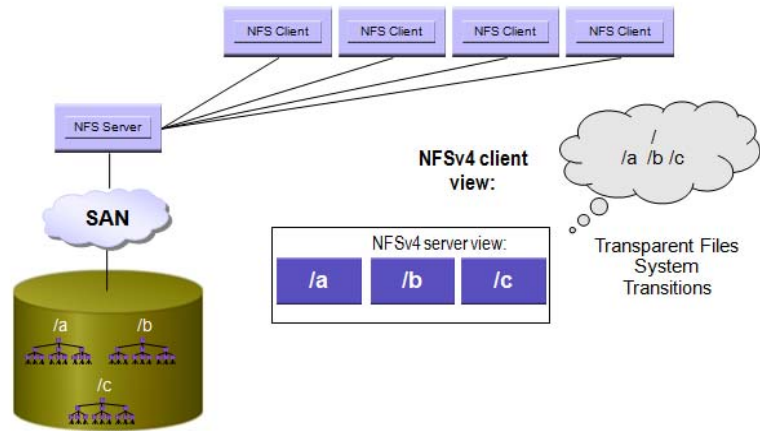 NFS Client
NFS Client
NFS Client
NFS Client
NFS Server
SAN
/a
/b
/c
NFSv4 client
view:
/
/a /b /c
NFSv4 server view:
/a
/b
/c
Transparent Files
System
Transitions